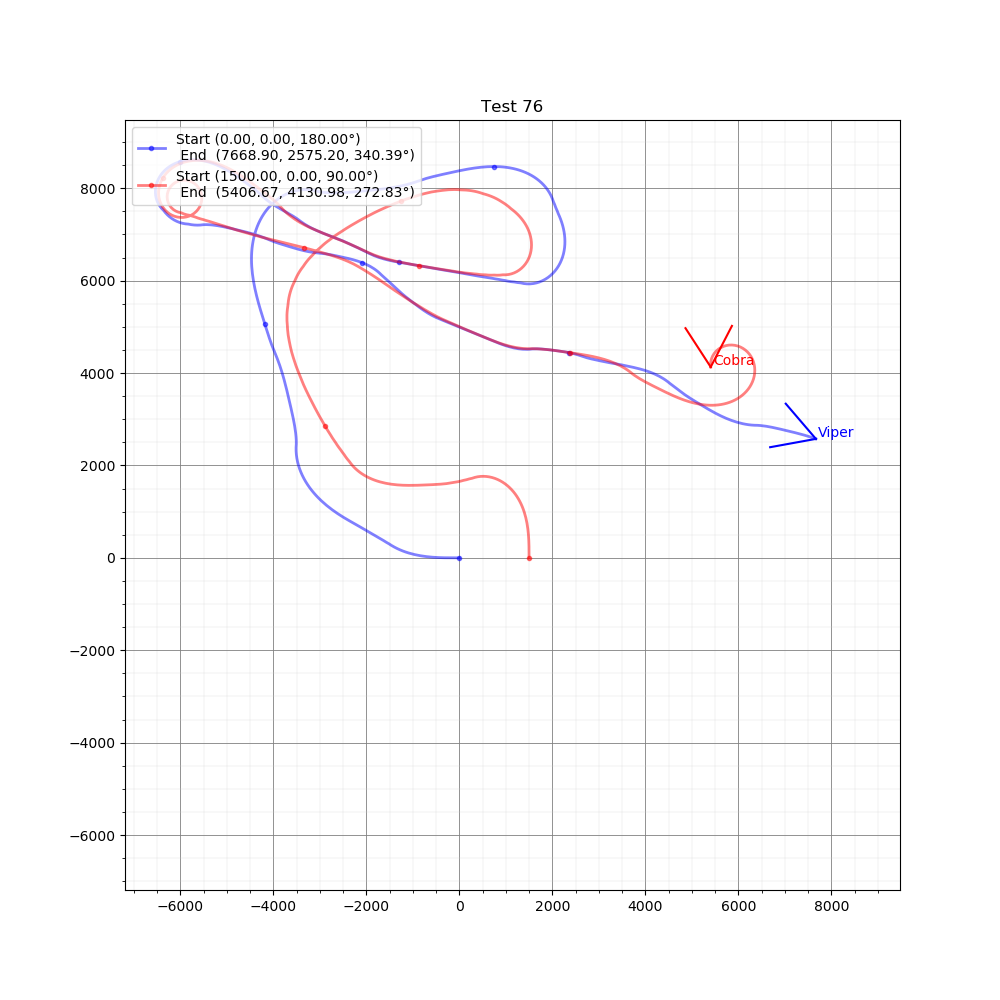 Test 76
Start (0.00, 0.00, 180.00°)
End (7668.90, 2575.20, 340.39°)
Start (1500.00, 0.00, 90.00°)
End (5406.67, 4130.98, 272.83°)
8000
6000
4000
2000
0
−2000
−4000
−6000
Cobra
Viper
−6000 −4000 −2000 0 2000 4000 6000 8000